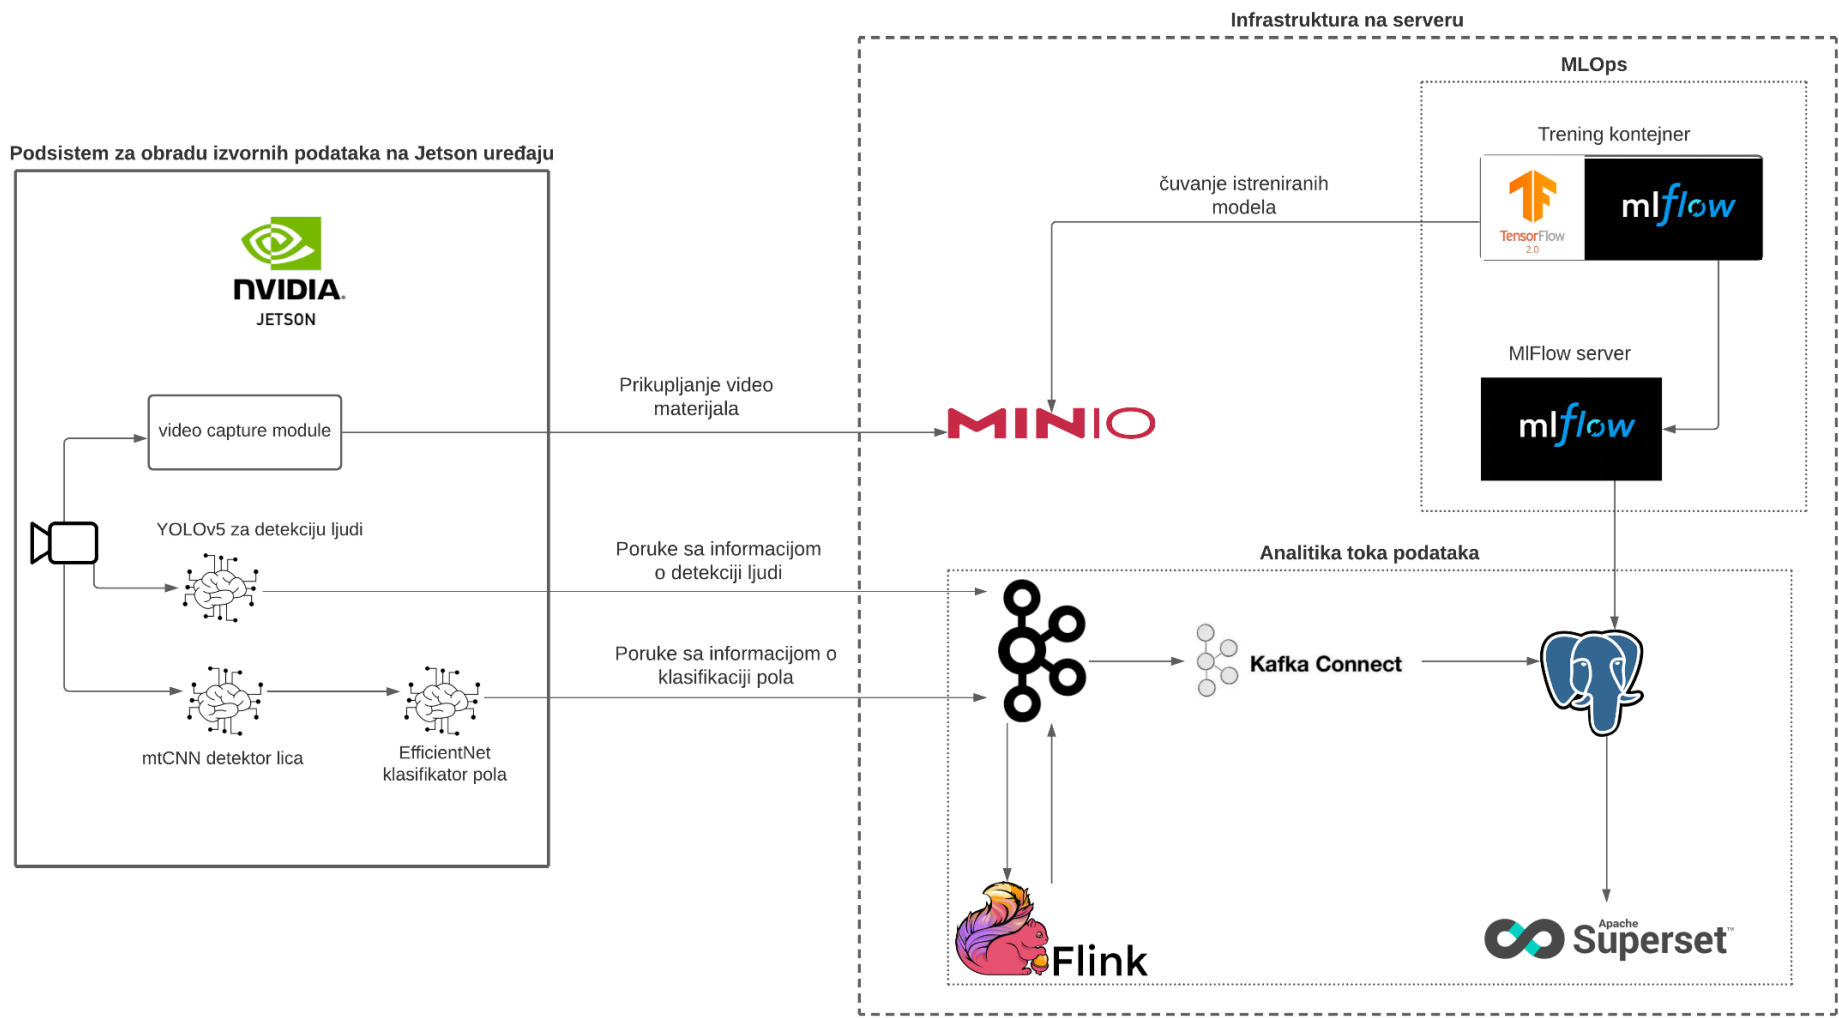 Infrastruktura na serveru
MLOps
Trening kontejner
TensorFlow
2.0
mlflow
čuvanje istreniranih
modela
MlFlow server
mlflow
Podsistem za obradu izvornih podataka na Jetson uređaju
NVIDIA.
JETSON
video capture module
Prikupljanje video
materijala
MINIO
YOLOv5 za detekciju ljudi
Poruke sa informacijom
o detekciji ljudi
Poruke sa informacijom o
klasifikaciji pola
mtCNN detektor lica
EfficientNet
klasifikator pola
Analitika toka podataka
Kafka Connect
Flink
Apache
Superset™